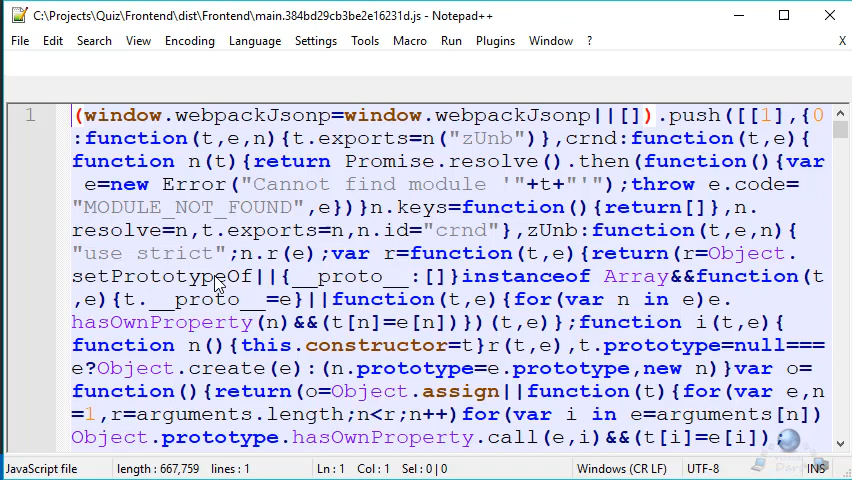 C:\Projects\Quiz\Frontend\dist\Frontend\main.384bd29cb3be2e16231d.js - Notepad++
File Edit Search View Encoding Language Settings Tools Macro Run Plugins Window ? X
1 (window.webpackJsonp=window.webpackJsonp||[]).push([[1],{0
:function(t,e,n){t.exports=n("zUnb")},crnd:function(t,e){
function n(t){return Promise.resolve().then(function(){var
e=new Error("Cannot find module '"+t+"'");throw e.code=
"MODULE_NOT_FOUND",e})}n.keys=function(){return[]},n.
resolve=n,t.exports=n,n.id="crnd"},zUnb:function(t,e,n){
"use strict";n.r(e);var r=function(t,e){return(r=Object.
setPrototypeOf||{__proto__:[]}instanceof Array&&function(t
,e){t.__proto__=e}||function(t,e){for(var n in e)e.
hasOwnProperty(n)&&(t[n]=e[n])})(t,e)};function i(t,e){
function n(){this.constructor=t}r(t,e),t.prototype=null===
e?Object.create(e):(n.prototype=e.prototype,new n)}var o=
function(){return(o=Object.assign||function(t){for(var e,n
=1,r=arguments.length;n<r;n++)for(var i in e=arguments[n])
Object.prototype.hasOwnProperty.call(e,i)&&(t[i]=e[i]);
JavaScript file length : 667,759 lines : 1 Ln : 1 Col : 1 Sel : 0 | 0 Windows (CR LF) UTF-8 INS